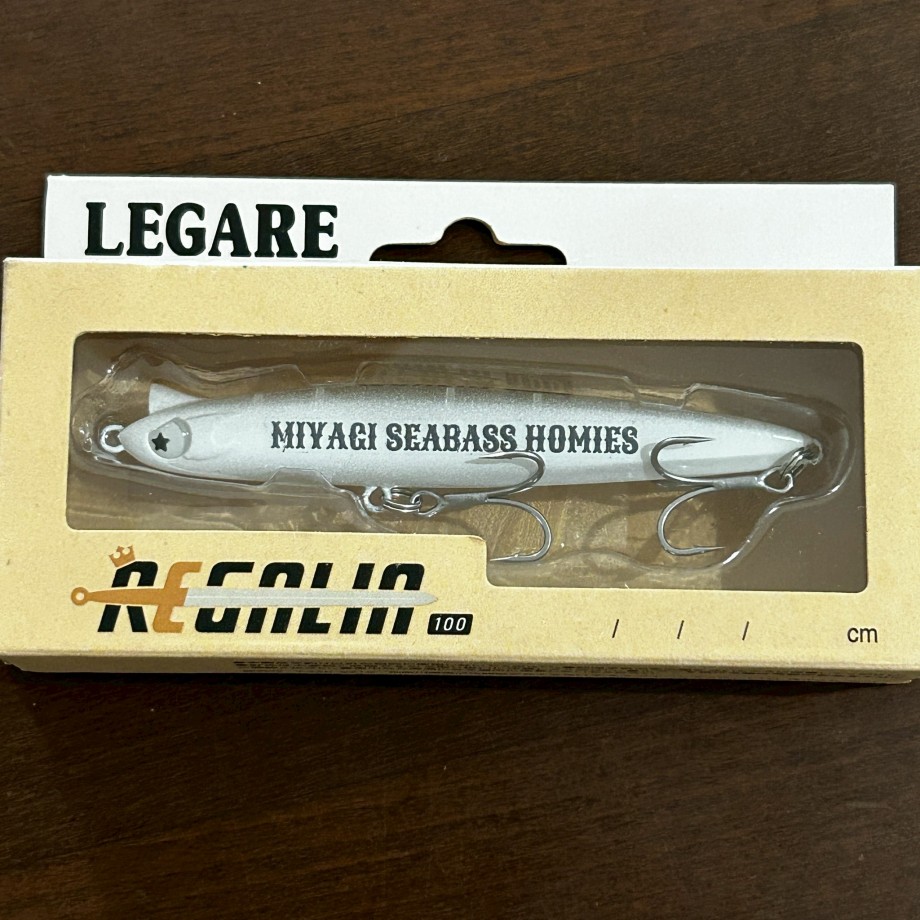 LEGARE
MIYAGI SEABASS HOMIES
REGALIA 100
/ / / cm